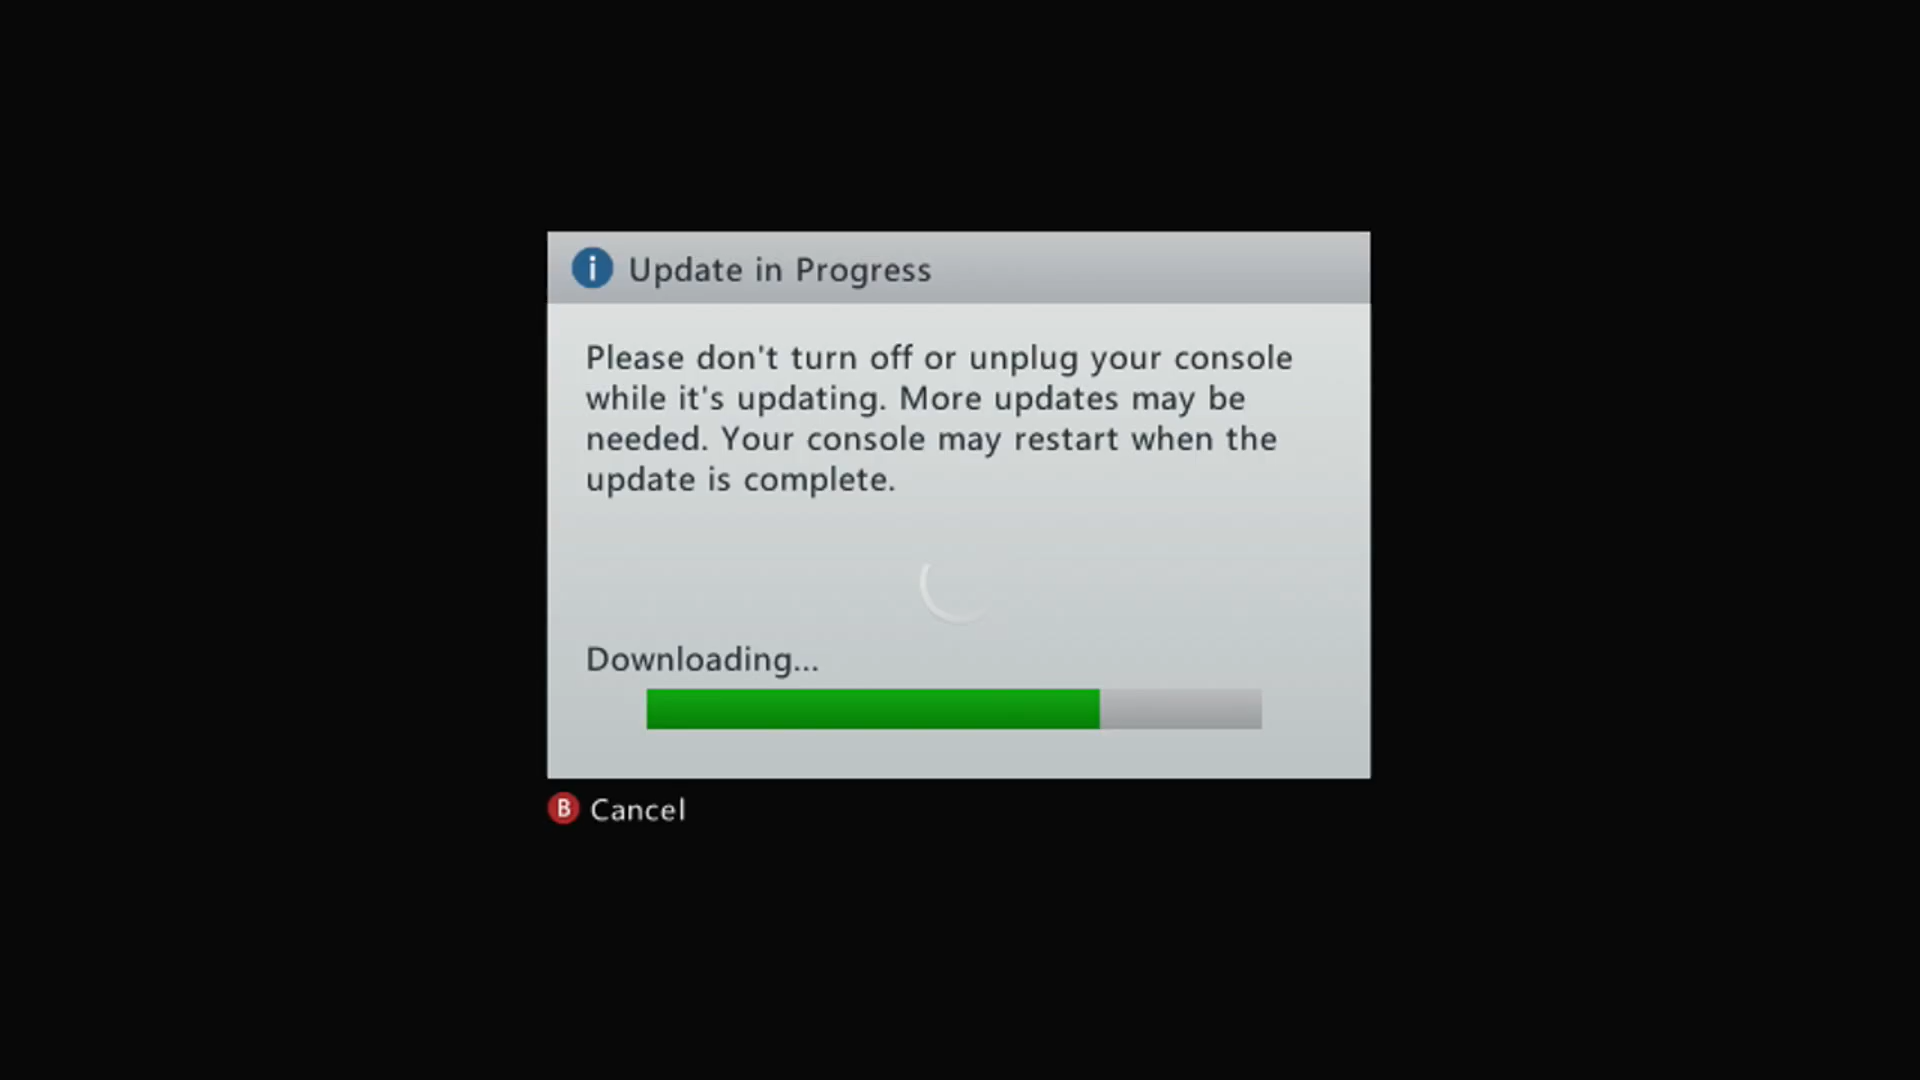 i Update in Progress
Please don't turn off or unplug your console
while it's updating. More updates may be
needed. Your console may restart when the
update is complete.
Downloading...
B Cancel